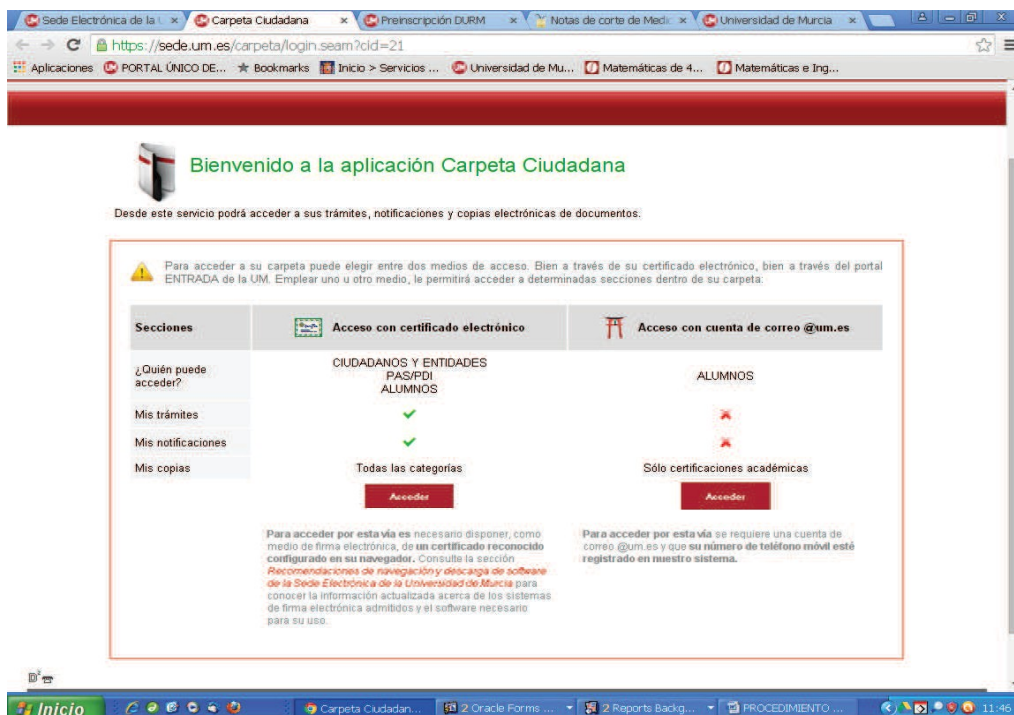 Sede Electrónica de la U
Carpeta Ciudadana
Preinscripción DURM
Notas de corte de Medic
Universidad de Murcia
https://sede.um.es/carpeta/login.seam?cid=21
Aplicaciones PORTAL ÚNICO DE... Bookmarks Inicio > Servicios ... Universidad de Mu... Matemáticas de 4... Matemáticas e Ing...
Bienvenido a la aplicación Carpeta Ciudadana
Desde este servicio podrá acceder a sus trámites, notificaciones y copias electrónicas de documentos.
Para acceder a su carpeta puede elegir entre dos medios de acceso. Bien a través de su certificado electrónico, bien a través del portal
ENTRADA de la UM. Emplear uno u otro medio, le permitirá acceder a determinadas secciones dentro de su carpeta:
Secciones
Acceso con certificado electrónico
Acceso con cuenta de correo @um.es
¿Quién puede
acceder?
CIUDADANOS Y ENTIDADES
PAS/PDI
ALUMNOS
ALUMNOS
Mis trámites
Mis notificaciones
Mis copias
Todas las categorías
Sólo certificaciones académicas
Acceder
Acceder
Para acceder por esta vía es necesario disponer, como
medio de firma electrónica, de un certificado reconocido
configurado en su navegador. Consulte la sección
Recomendaciones de navegación y descarga de software
de la Sede Electrónica de la Universidad de Murcia para
conocer la información actualizada acerca de los sistemas
de firma electrónica admitidos y el software necesario
para su uso.
Para acceder por esta vía se requiere una cuenta de
correo @um.es y que su número de teléfono móvil esté
registrado en nuestro sistema.
Inicio
Carpeta Ciudadan...
2 Oracle Forms ...
2 Reports Backg...
PROCEDIMIENTO ...
11:46